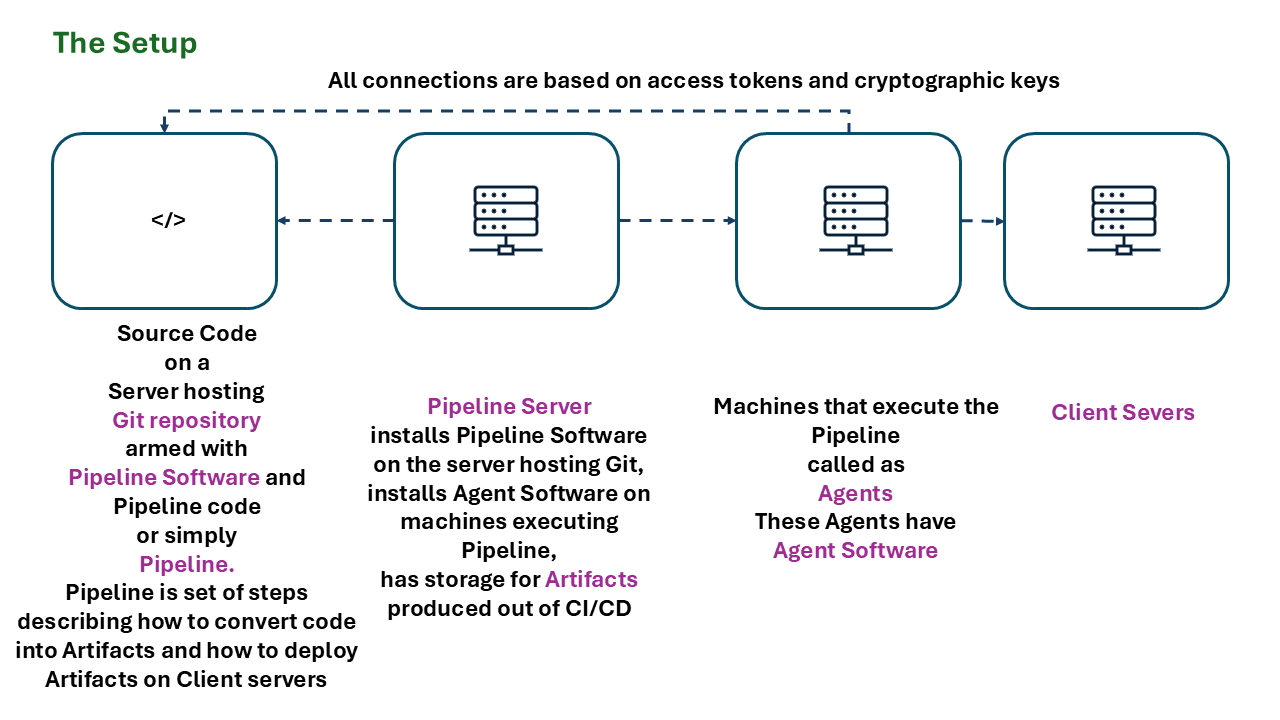 The Setup
All connections are based on access tokens and cryptographic keys
</>
Source Code
on a
Server hosting
Git repository
armed with
Pipeline Software and
Pipeline code
or simply
Pipeline.
Pipeline is set of steps
describing how to convert code
into Artifacts and how to deploy
Artifacts on Client servers
Pipeline Server
installs Pipeline Software
on the server hosting Git,
installs Agent Software on
machines executing
Pipeline,
has storage for Artifacts
produced out of CI/CD
Machines that execute the
Pipeline
called as
Agents
These Agents have
Agent Software
Client Severs